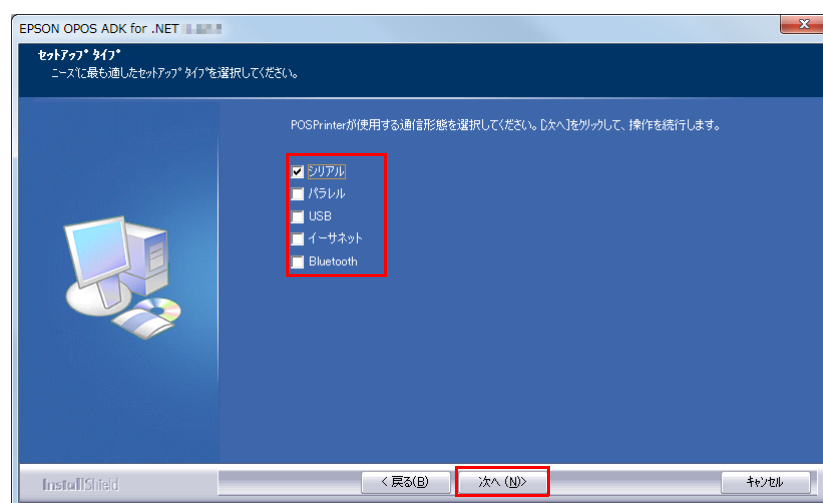 EPSON OPOS ADK for .NET
セットアップ タイプ
ニーズに最も適したセットアップ タイプを選択してください。
POSPrinterが使用する通信形態を選択してください。[次へ]をクリックして、操作を続行します。
シリアル
パラレル
USB
イーサネット
Bluetooth
InstallShield
< 戻る(B)
次へ (N)>
キャンセル